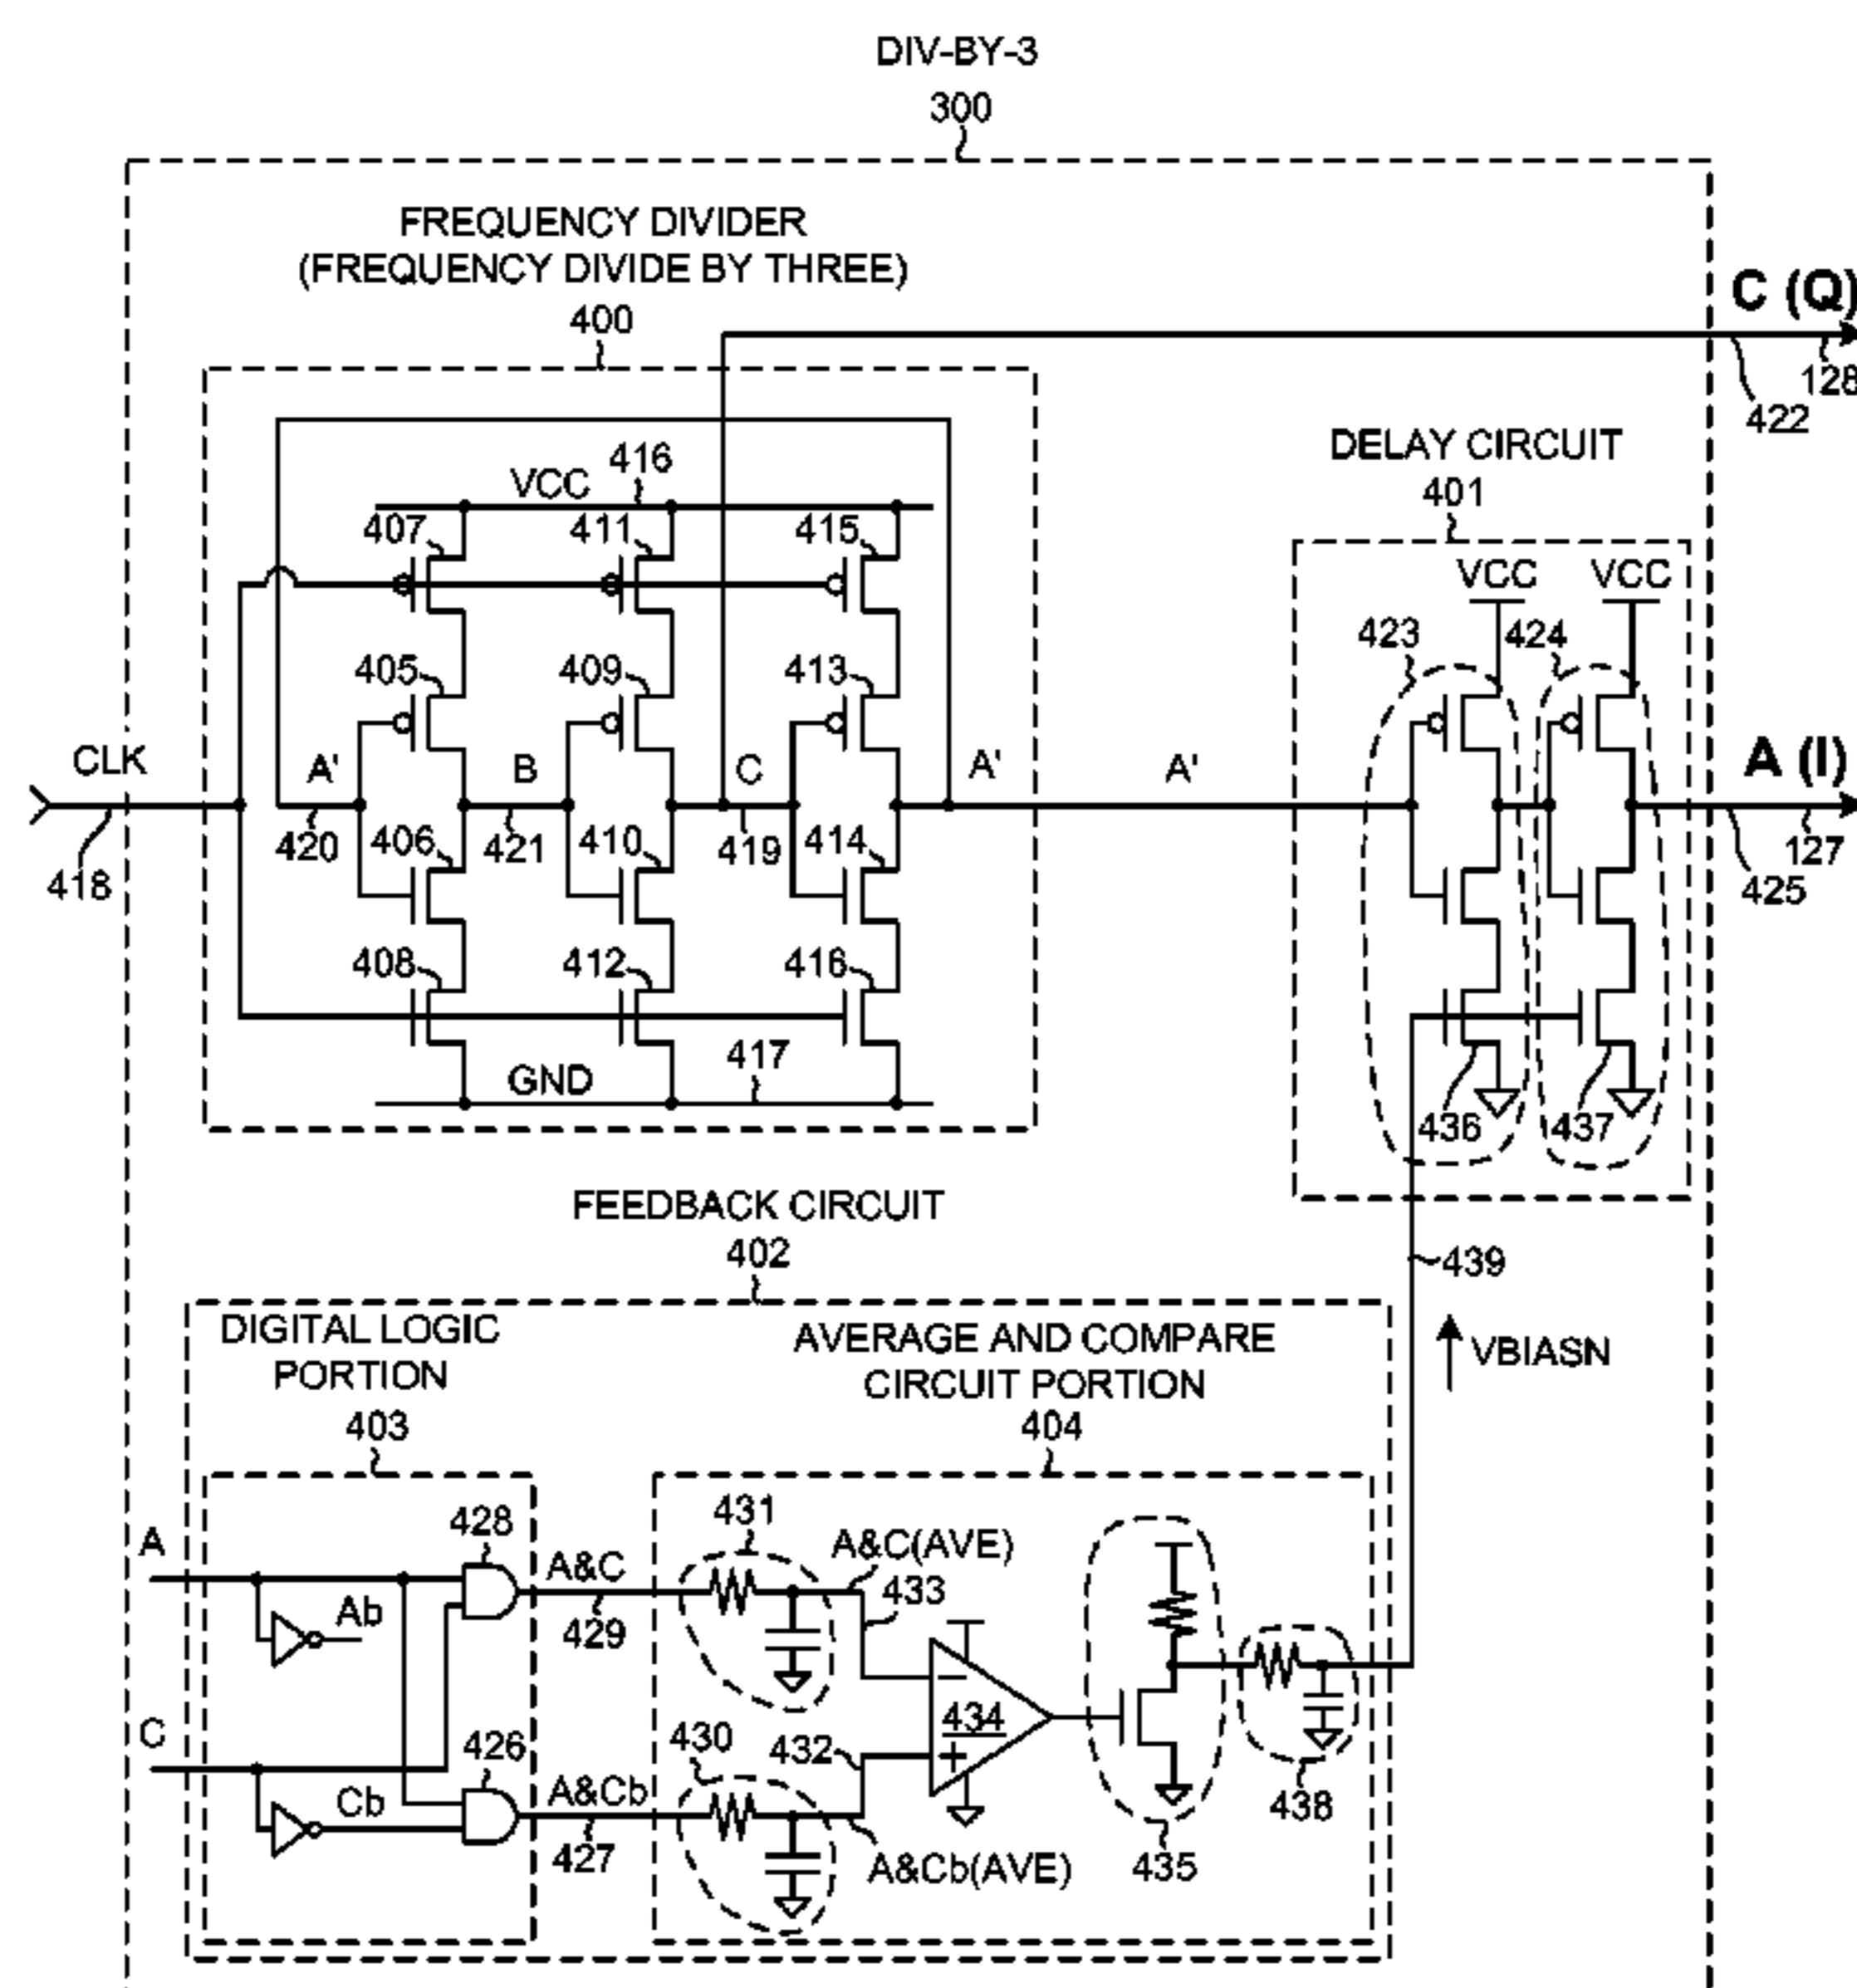 DIV-BY-3
300
FREQUENCY DIVIDER
(FREQUENCY DIVIDE BY THREE)
400
C (Q)
128
422
DELAY CIRCUIT
401
VCC
416
407
411
415
VCC
VCC
405
409
413
423
424
CLK
A'
B
C
A'
A'
A (I)
418
420
406
421
410
419
414
127
425
408
412
416
417
GND
436
437
FEEDBACK CIRCUIT
402
439
VBIASN
DIGITAL LOGIC
PORTION
403
AVERAGE AND COMPARE
CIRCUIT PORTION
404
A
428
A&C
429
431
A&C(AVE)
433
Ab
C
426
Cb
A&Cb
427
430
432
434
A&Cb(AVE)
435
438